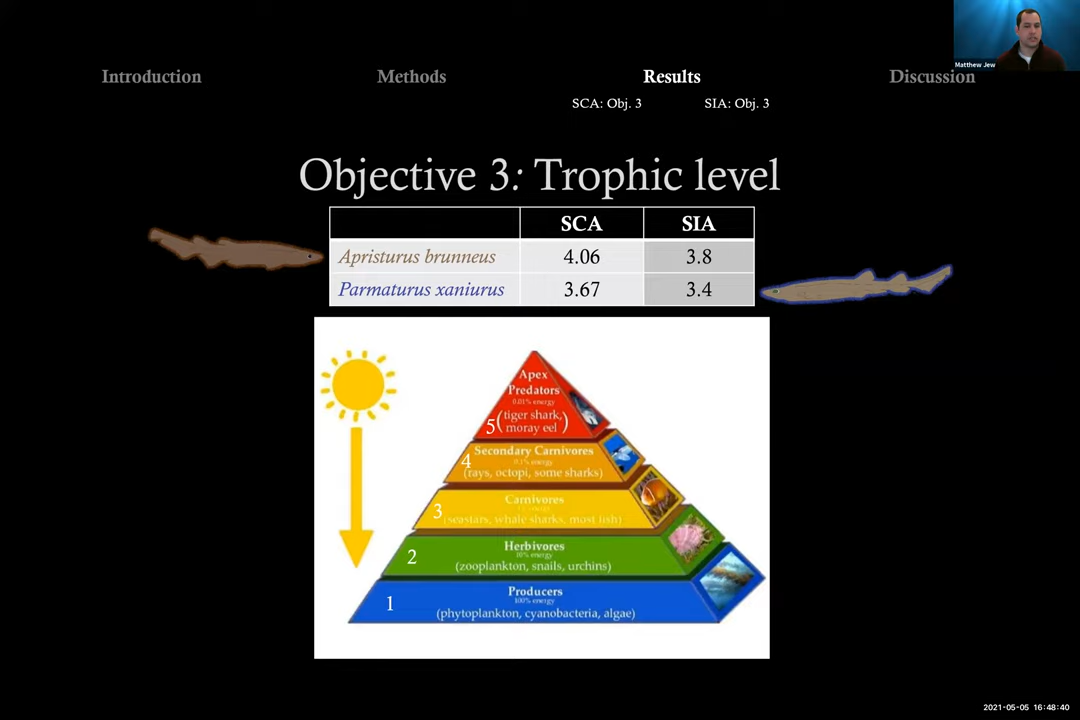 Matthew Jew
Introduction Methods Results Discussion
SCA: Obj. 3 SIA: Obj. 3
Objective 3: Trophic level
SCA SIA
Apristurus brunneus 4.06 3.8
Parmaturus xaniurus 3.67 3.4
Apex
Predators
0.01% energy
5 (tiger shark,
moray eel)
Secondary Carnivores
4 0.1% energy
(rays, octopi, some sharks)
Carnivores
3 energy
(seastars, whale sharks, most fish)
Herbivores
2 10% energy
(zooplankton, snails, urchins)
Producers
1 100% energy
(phytoplankton, cyanobacteria, algae)
2021-05-05 16:48:40